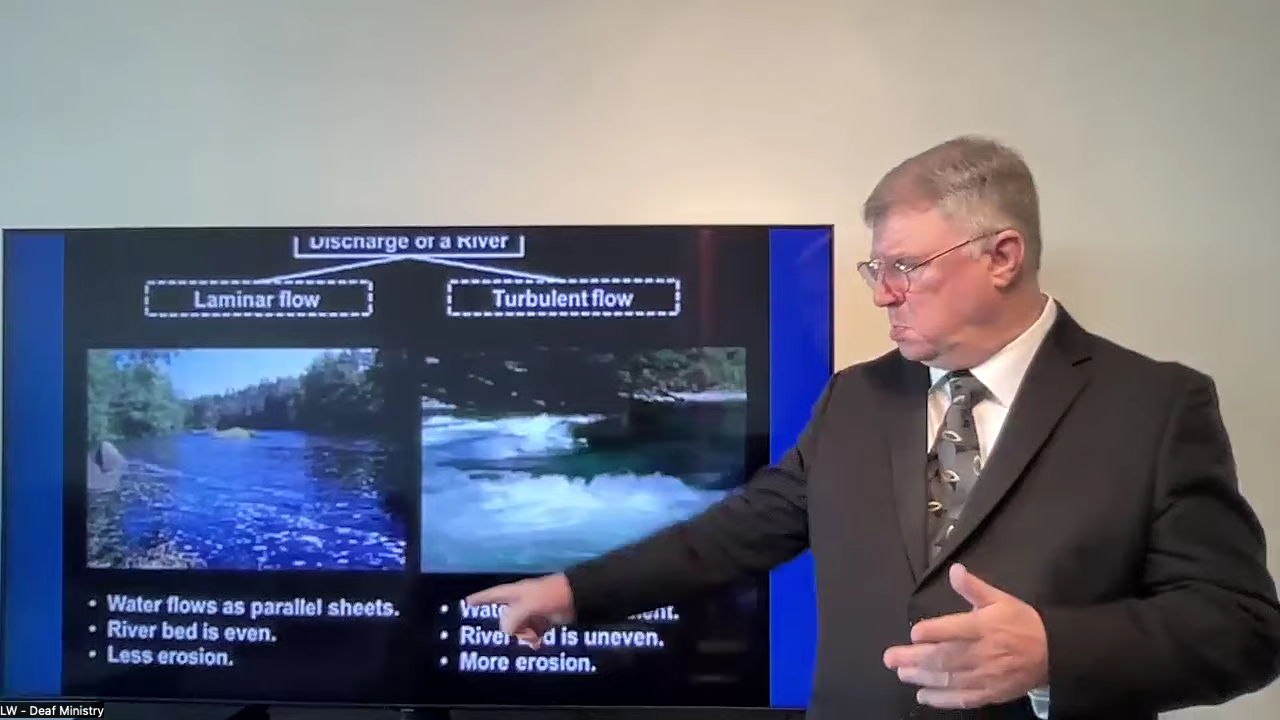 Discharge of a River
Laminar flow
Turbulent flow
• Water flows as parallel sheets.
• River bed is even.
• Less erosion.
•
• River bed is uneven.
• More erosion.
LW - Deaf Ministry